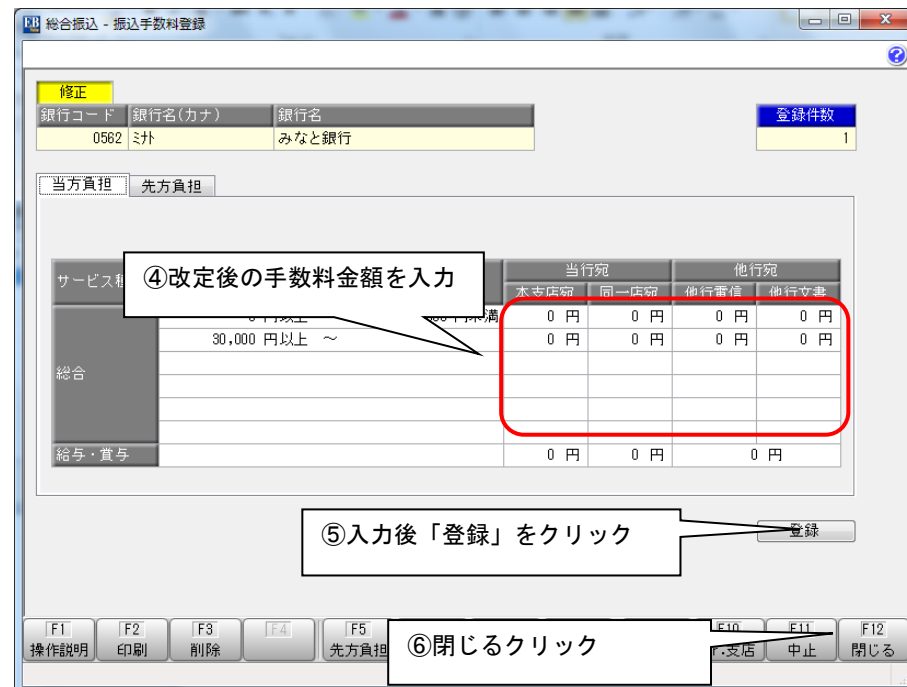 総合振込 - 振込手数料登録
修正
銀行コード 銀行名(カナ) 銀行名 登録件数
0562 ミナト みなと銀行 1
当方負担 先方負担
④改定後の手数料金額を入力
サービス種 当行宛 他行宛
本支店宛 同一店宛 他行電信 他行文書
満 0 円 0 円 0 円 0 円
30,000 円以上 ～ 0 円 0 円 0 円 0 円
総合
給与・賞与 0 円 0 円 0 円
⑤入力後「登録」をクリック
登録
F1 F2 F3 F4 F5 F10 F11 F12
操作説明 印刷 削除 先方負担 .支店 中止 閉じる
⑥閉じるクリック